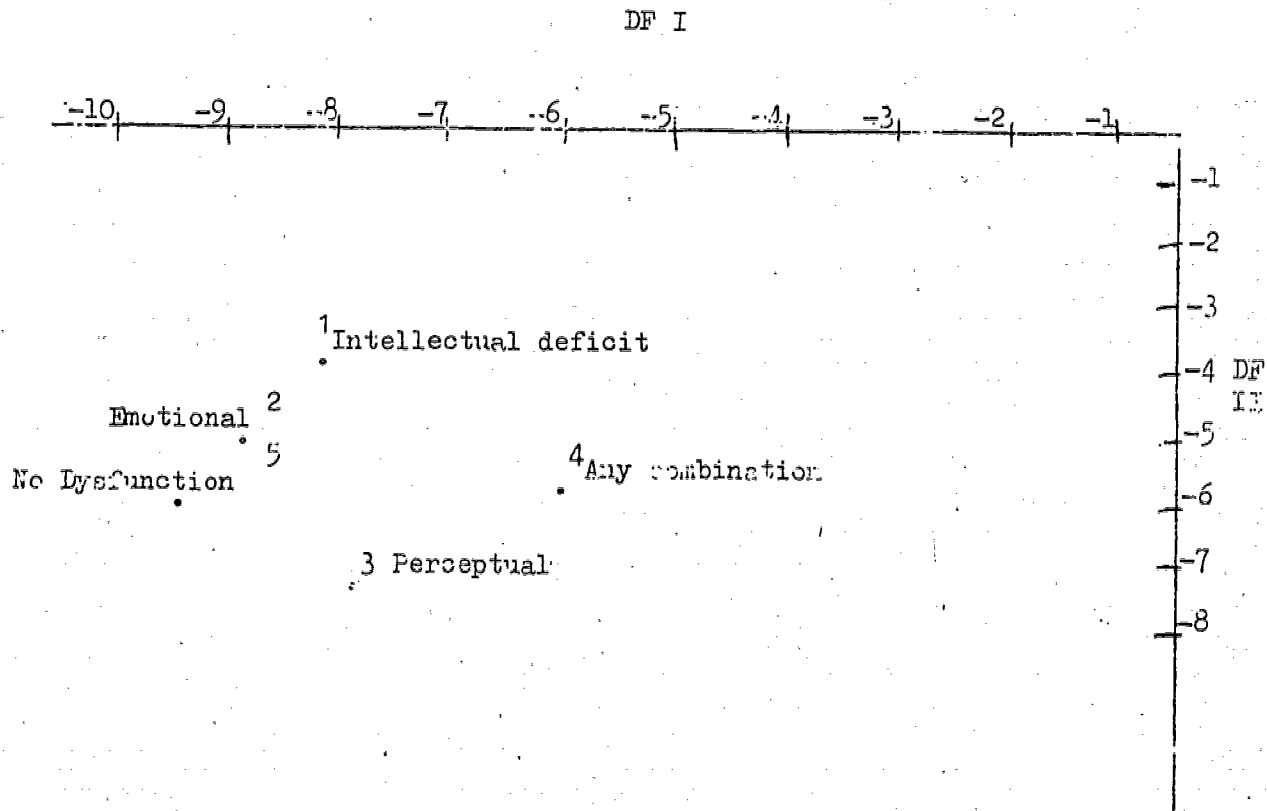 DF I
-10 -9 -8 -7 -6 -5 -4 -3 -2 -1
-1
-2
-3
1 Intellectual deficit
-4 DF
II
Emotional 2
-5
5
4 Any combination
No Dysfunction
-6
3 Perceptual
-7
-8